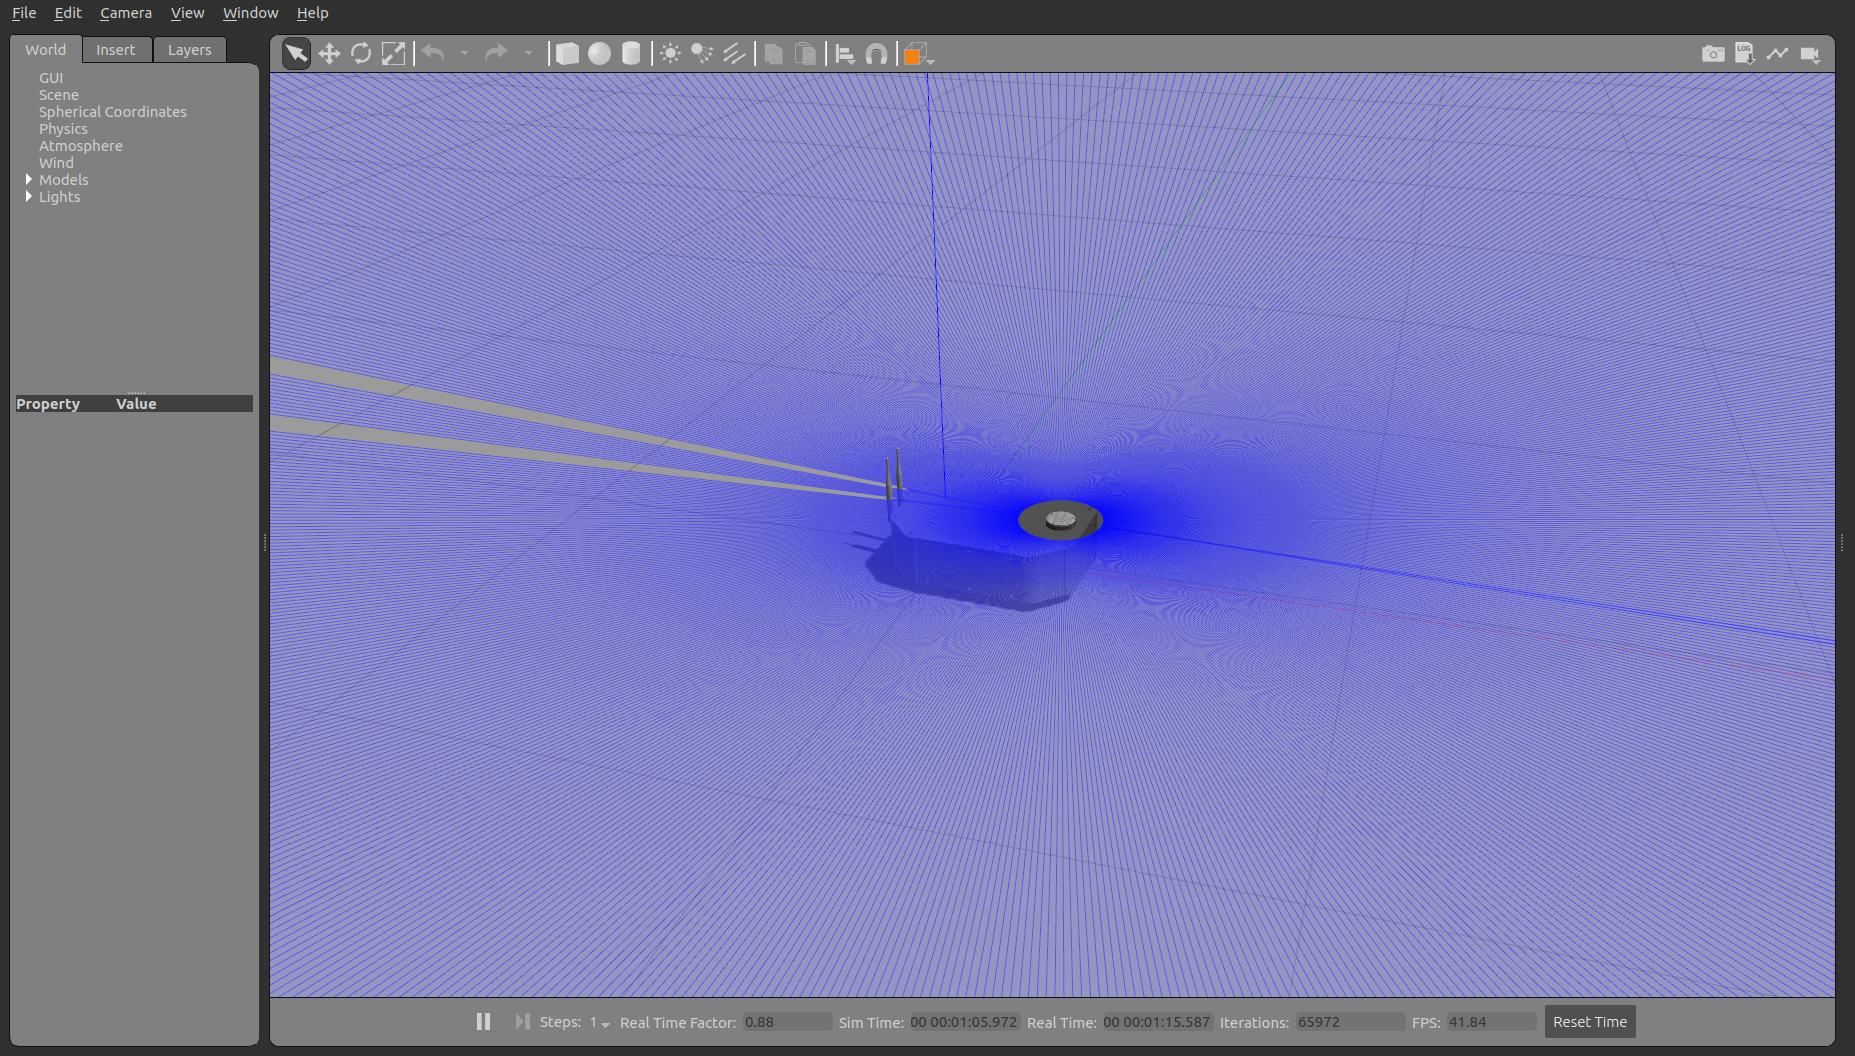 File Edit Camera View Window Help
World Insert Layers
LOG
GUI
Scene
Spherical Coordinates
Physics
Atmosphere
Wind
Models
Lights
Property Value
Steps: 1 Real Time Factor: 0.88 Sim Time: 00 00:01:05.972 Real Time: 00 00:01:15.587 Iterations: 65972 FPS: 41.84 Reset Time